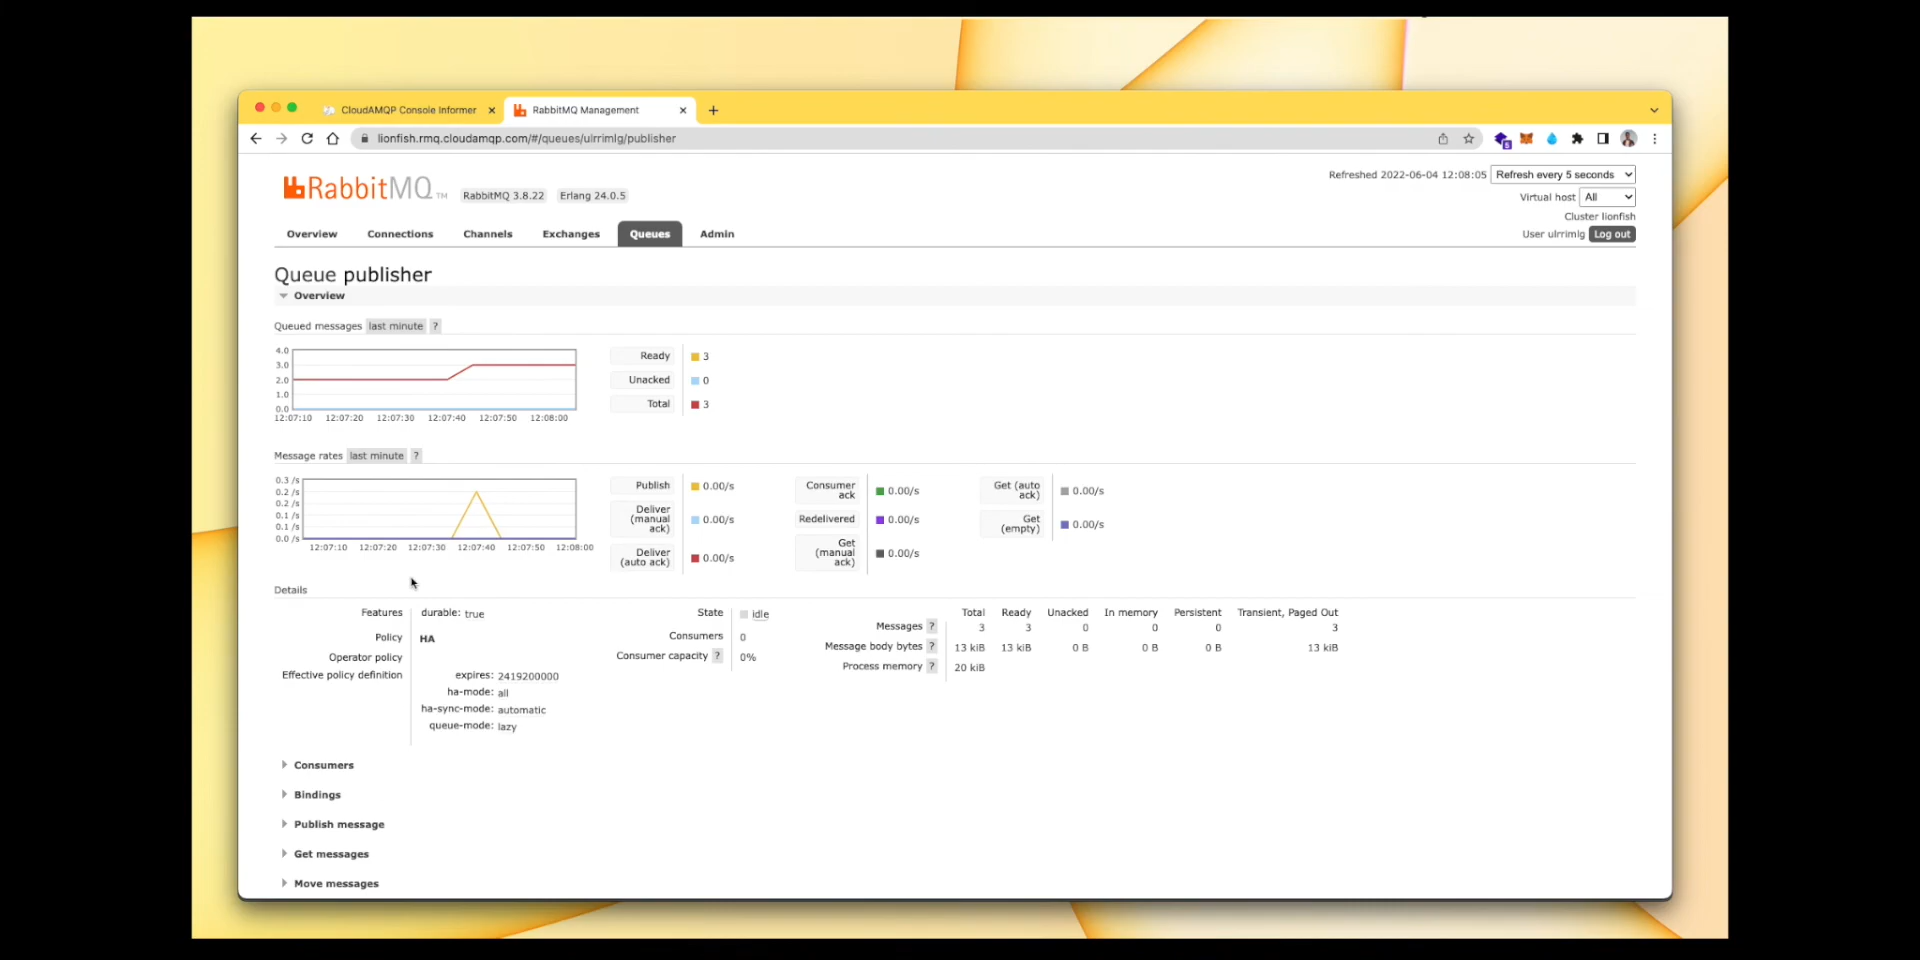 CloudAMQP Console Informer
RabbitMQ Management
lionfish.rmq.cloudamqp.com/#/queues/ulrrimlg/publisher
5
RabbitMQ TM
RabbitMQ 3.8.22
Erlang 24.0.5
Refreshed 2022-06-04 12:08:05
Refresh every 5 seconds
Virtual host All
Cluster lionfish
User ulrrimlg Log out
Overview Connections Channels Exchanges Queues Admin
Queue publisher
Overview
Queued messages last minute ?
4.0
3.0
2.0
1.0
0.0
12:07:10 12:07:20 12:07:30 12:07:40 12:07:50 12:08:00
Ready 3
Unacked 0
Total 3
Message rates last minute ?
0.3 /s
0.2 /s
0.2 /s
0.1 /s
0.1 /s
0.0 /s
12:07:10 12:07:20 12:07:30 12:07:40 12:07:50 12:08:00
Publish 0.00/s
Deliver
(manual
ack) 0.00/s
Deliver
(auto ack) 0.00/s
Consumer
ack 0.00/s
Redelivered 0.00/s
Get
(manual
ack) 0.00/s
Get (auto
ack) 0.00/s
Get
(empty) 0.00/s
Details
Features durable: true
Policy HA
Operator policy
Effective policy definition
expires: 2419200000
ha-mode: all
ha-sync-mode: automatic
queue-mode: lazy
State idle
Consumers 0
Consumer capacity ? 0%
Total Ready Unacked In memory Persistent Transient, Paged Out
Messages ? 3 3 0 0 0 3
Message body bytes ? 13 kiB 13 kiB 0 B 0 B 0 B 13 kiB
Process memory ? 20 kiB
Consumers
Bindings
Publish message
Get messages
Move messages